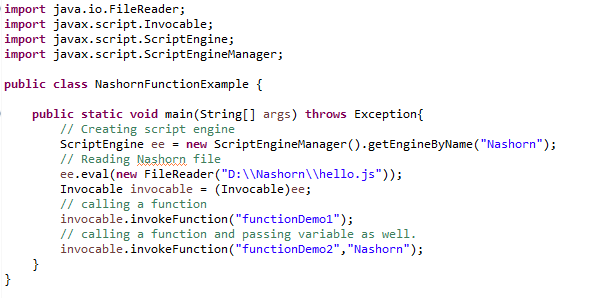 import java.io.FileReader;
import javax.script.Invocable;
import javax.script.ScriptEngine;
import javax.script.ScriptEngineManager;
public class NashornFunctionExample {
public static void main(String[] args) throws Exception{
// Creating script engine
ScriptEngine ee = new ScriptEngineManager().getEngineByName("Nashorn");
// Reading Nashorn file
ee.eval(new FileReader("D:\\Nashorn\\hello.js"));
Invocable invocable = (Invocable)ee;
// calling a function
invocable.invokeFunction("functionDemo1");
// calling a function and passing variable as well.
invocable.invokeFunction("functionDemo2","Nashorn");
}
}